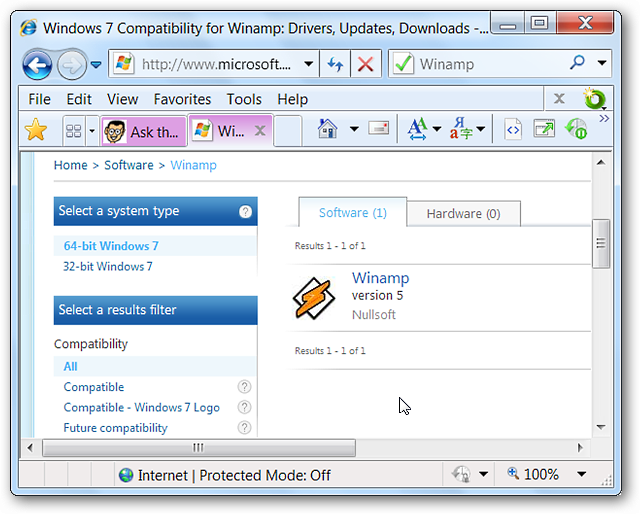 Windows 7 Compatibility for Winamp: Drivers, Updates, Downloads -...
http://www.microsoft....
Winamp
File Edit View Favorites Tools Help
Ask th...
Wi...
Я
A字
Home > Software > Winamp
Select a system type
64-bit Windows 7
32-bit Windows 7
Select a results filter
Compatibility
All
Compatible
Compatible - Windows 7 Logo
Future compatibility
Software (1)
Hardware (0)
Results 1 - 1 of 1
Winamp
version 5
Nullsoft
Results 1 - 1 of 1
Internet | Protected Mode: Off
100%